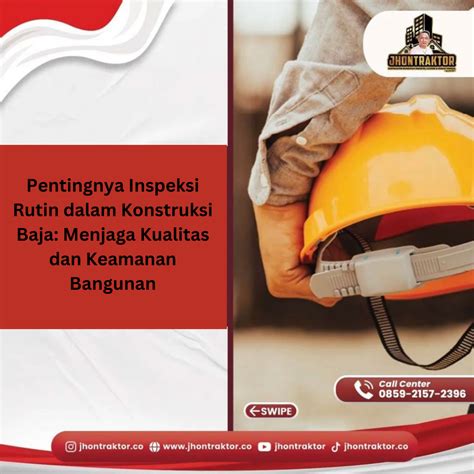 JHONTRAKTOR
Pentingnya Inspeksi
Rutin dalam Konstruksi
Baja: Menjaga Kualitas
dan Keamanan
Bangunan
Call Center
0859-2157-2396
SWIPE
jhontraktor.co www.jhontraktor.co jhontraktor jhontraktor.co